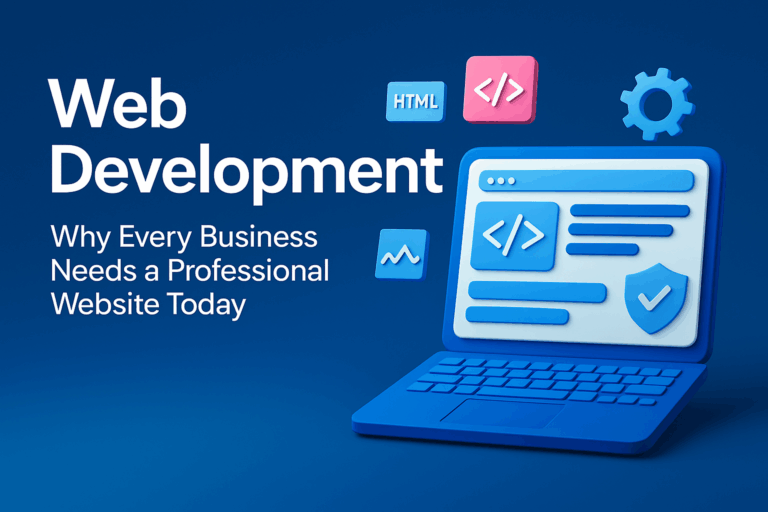 Web
Development
Why Every Business
Needs a Professional
Website Today
HTML
</>
</>